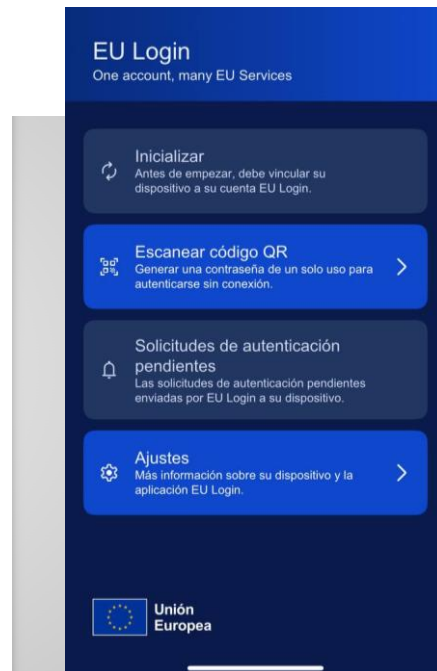 EU Login
One account, many EU Services
Inicializar
Antes de empezar, debe vincular su
dispositivo a su cuenta EU Login.
Escanear código QR
Generar una contraseña de un solo uso para
autenticarse sin conexión.
Solicitudes de autenticación
pendientes
Las solicitudes de autenticación pendientes
enviadas por EU Login a su dispositivo.
Ajustes
Más información sobre su dispositivo y la
aplicación EU Login.
Unión
Europea